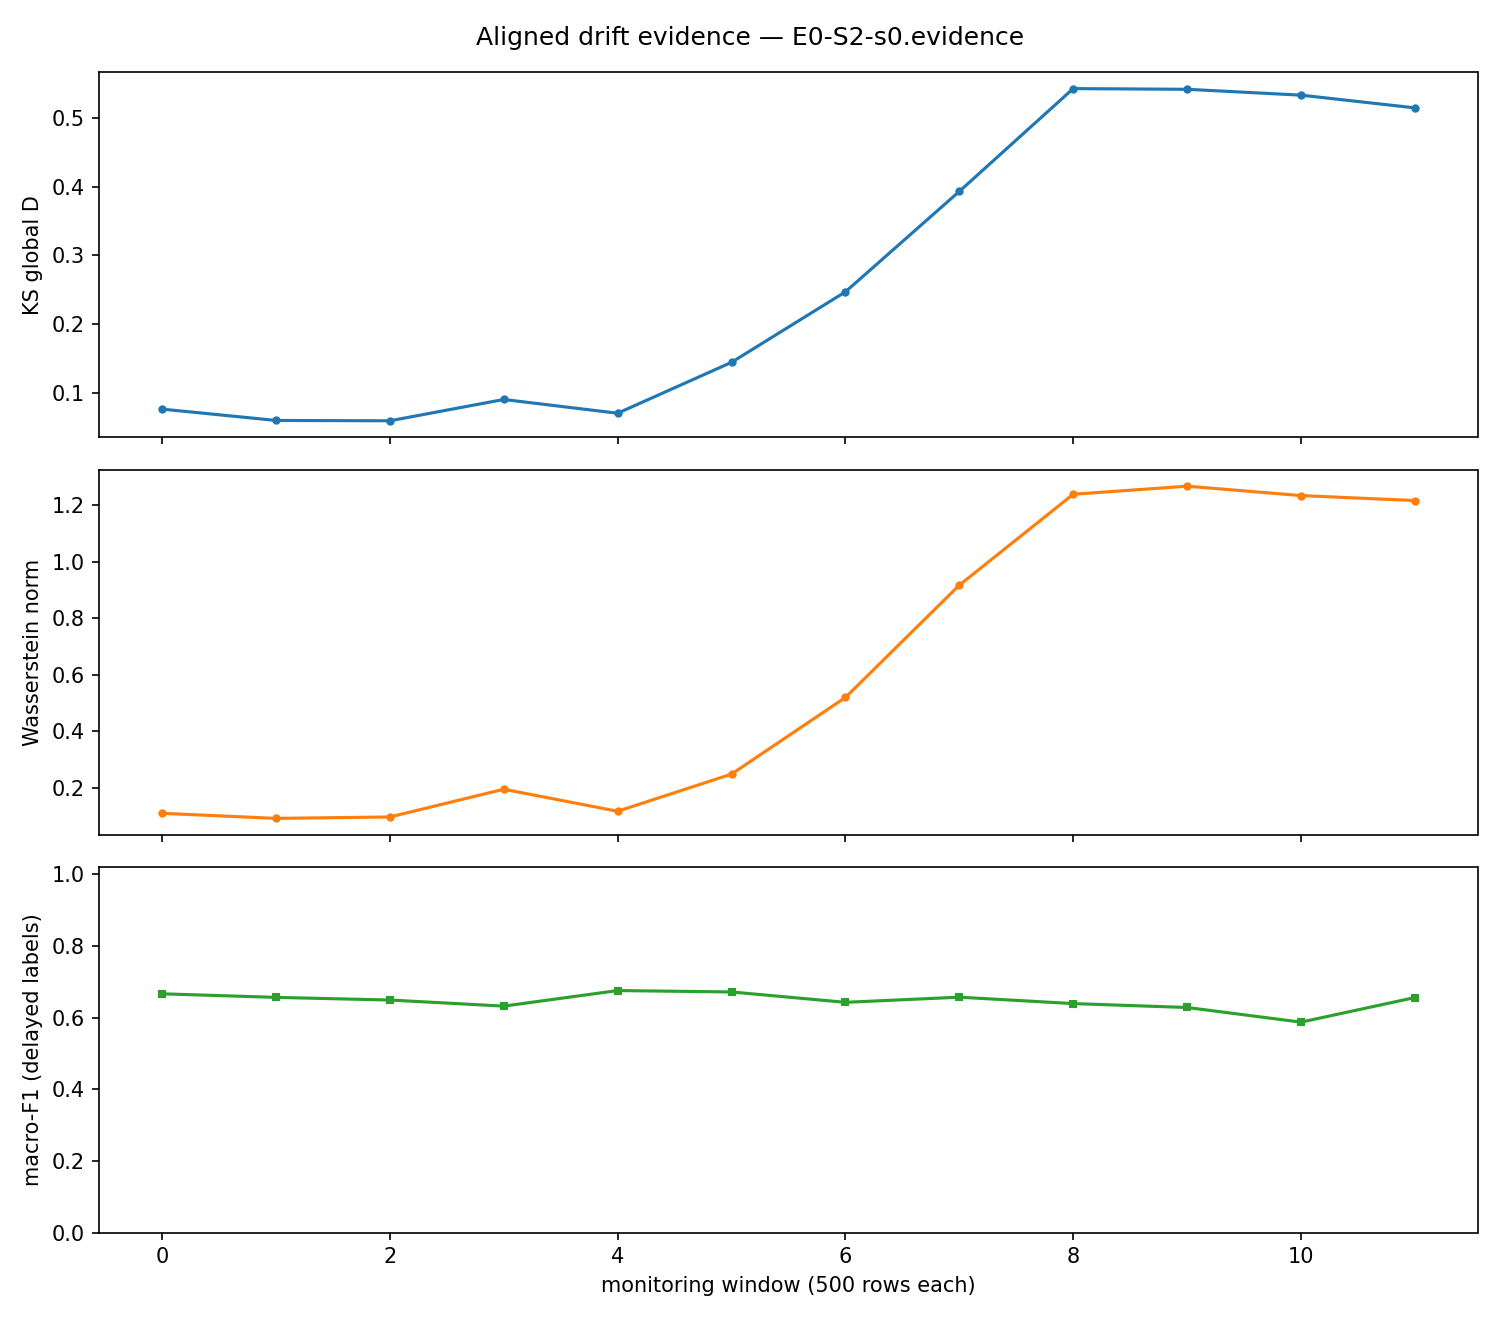 Aligned drift evidence — E0-S2-s0.evidence
KS global D
0.5
0.4
0.3
0.2
0.1
Wasserstein norm
1.2
1.0
0.8
0.6
0.4
0.2
macro-F1 (delayed labels)
1.0
0.8
0.6
0.4
0.2
0.0
0 2 4 6 8 10
monitoring window (500 rows each)